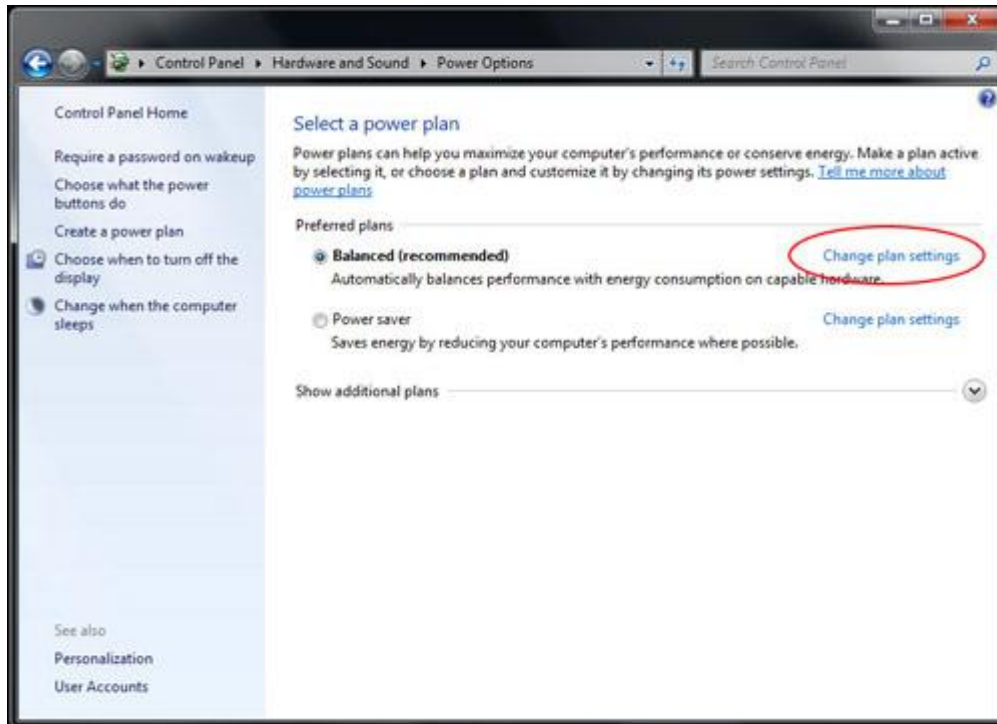 Control Panel ▸ Hardware and Sound ▸ Power Options
Search Control Panel
Control Panel Home
Require a password on wakeup
Choose what the power
buttons do
Create a power plan
Choose when to turn off the
display
Change when the computer
sleeps
See also
Personalization
User Accounts
Select a power plan
Power plans can help you maximize your computer's performance or conserve energy. Make a plan active
by selecting it, or choose a plan and customize it by changing its power settings. Tell me more about
power plans
Preferred plans
Balanced (recommended) Change plan settings
Automatically balances performance with energy consumption on capable hardware.
Power saver Change plan settings
Saves energy by reducing your computer's performance where possible.
Show additional plans